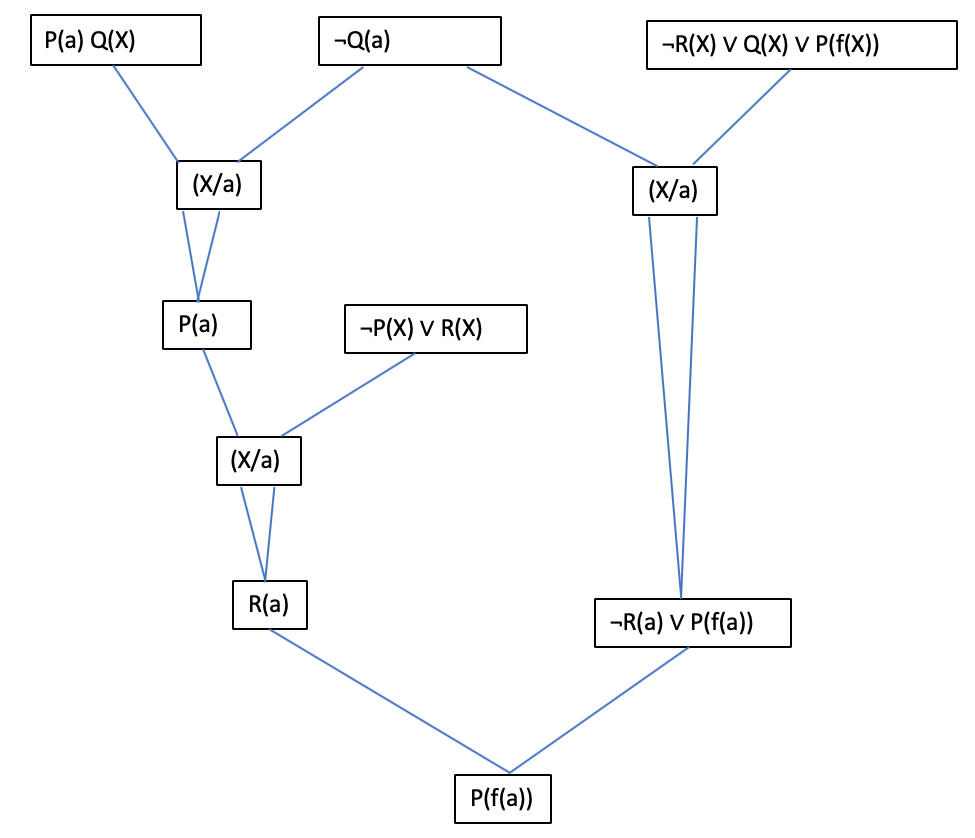 P(a) Q(X)
¬Q(a)
¬R(X) ∨ Q(X) ∨ P(f(X))
(X/a)
(X/a)
P(a)
¬P(X) ∨ R(X)
(X/a)
R(a)
¬R(a) ∨ P(f(a))
P(f(a))